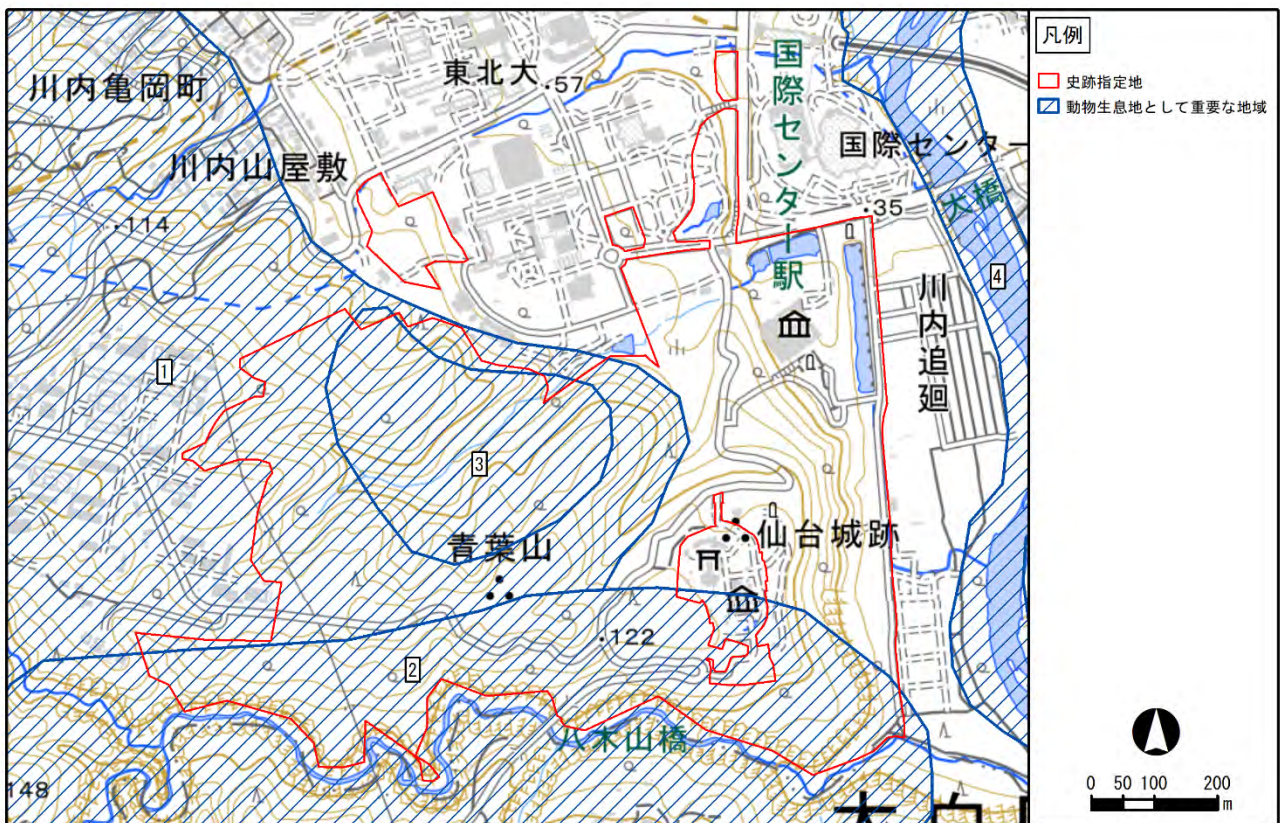 凡例
史跡指定地
動物生息地として重要な地域
川内亀岡町
東北大
57
国際センター駅
国際センター
川内山屋敷
大橋
35
114
4
川内追廻
1
3
青葉山
仙台城跡
122
2
八木山橋
148
0 50 100 200
m